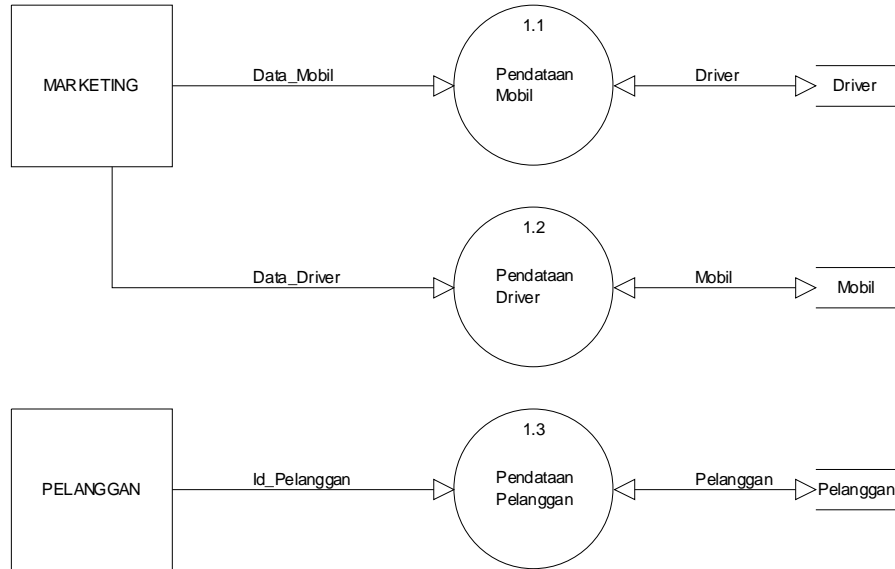 MARKETING
Data_Mobil
1.1
Pendataan
Mobil
Driver
Driver
Data_Driver
1.2
Pendataan
Driver
Mobil
Mobil
PELANGGAN
Id_Pelanggan
1.3
Pendataan
Pelanggan
Pelanggan
Pelanggan